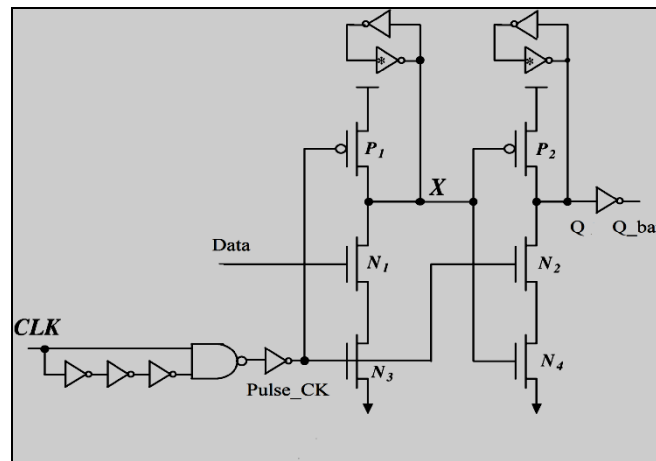 *
*
P1
P2
X
Q
Q_ba
Data
N1
N2
CLK
Pulse_CK
N3
N4